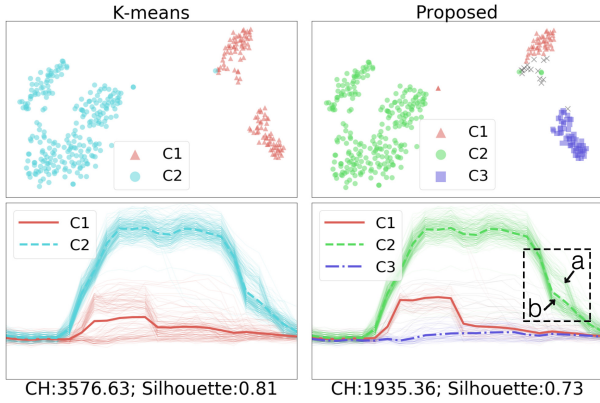 K-means
Proposed
C1
C2
C1
C2
C3
C1
C2
C1
C2
C3
a
b
CH:3576.63; Silhouette:0.81
CH:1935.36; Silhouette:0.73